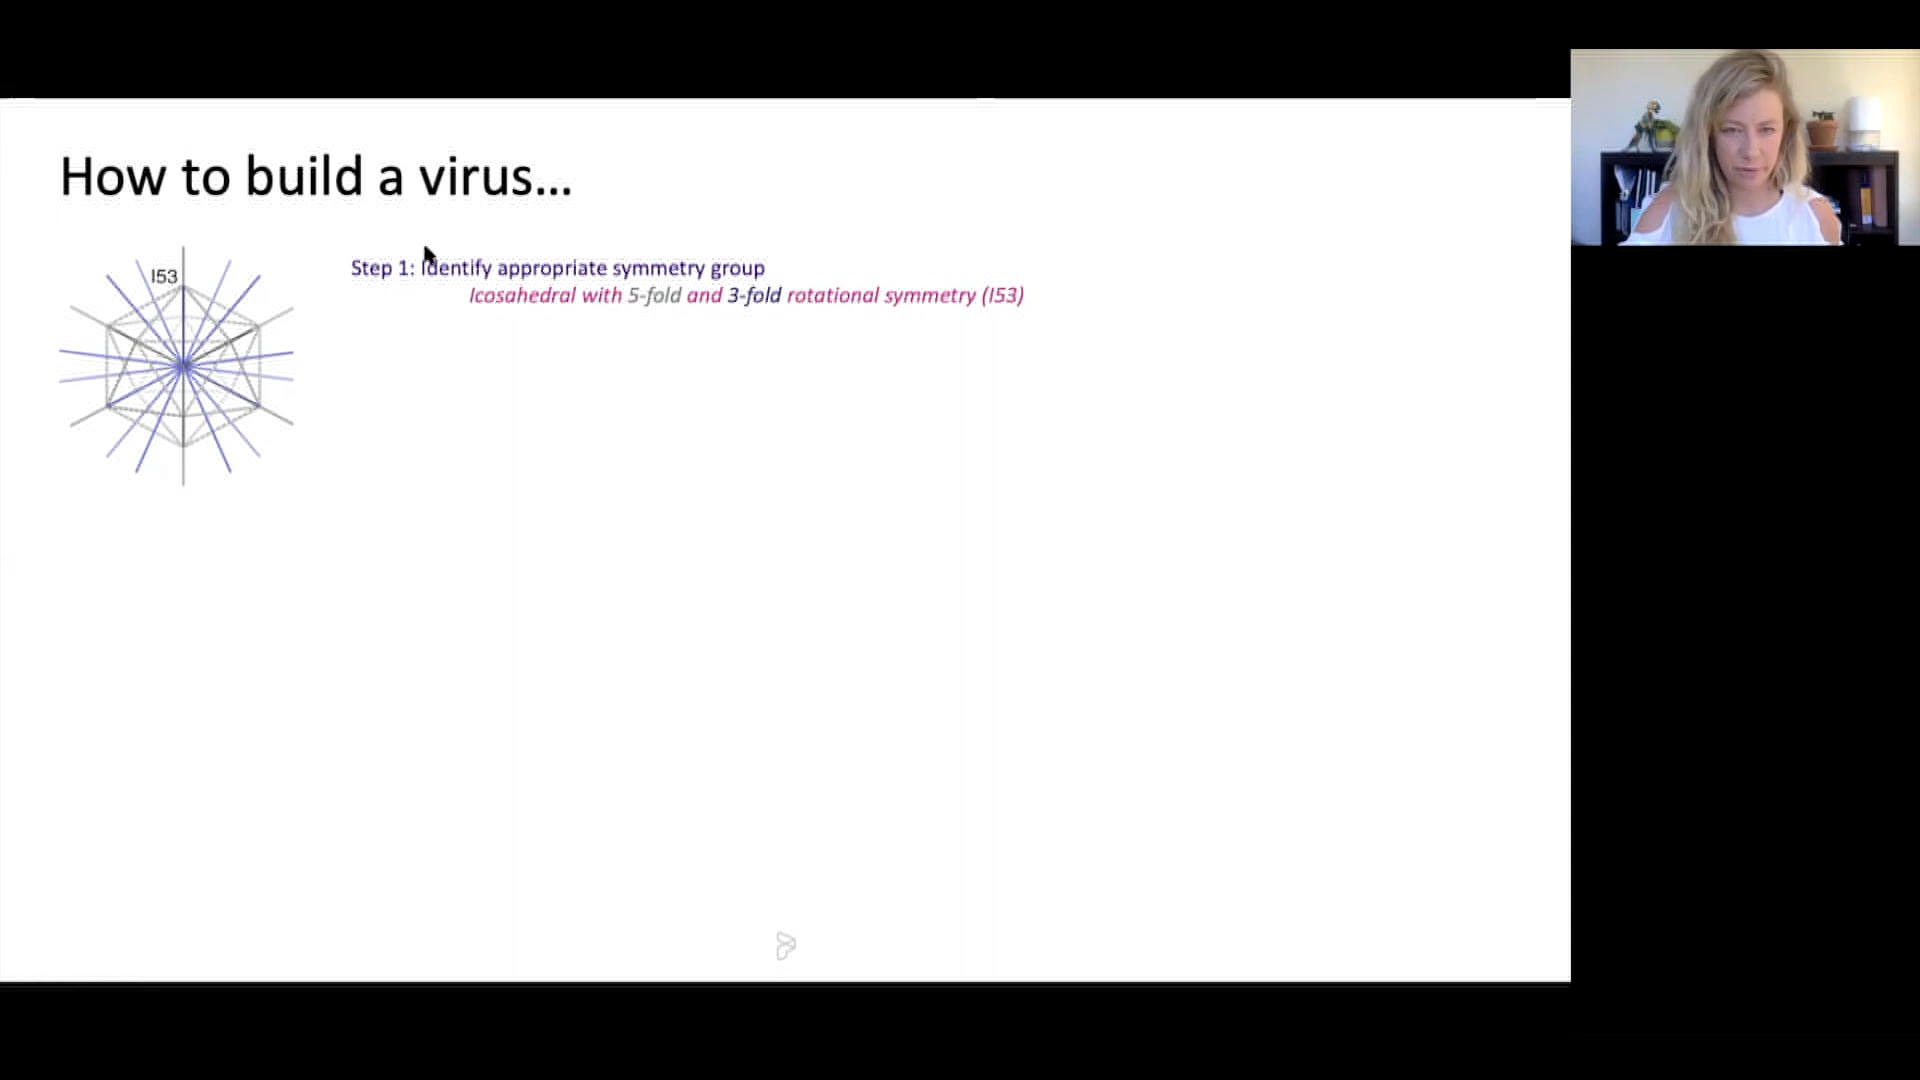 How to build a virus...
I53
Step 1: Identify appropriate symmetry group
Icosahedral with 5-fold and 3-fold rotational symmetry (I53)